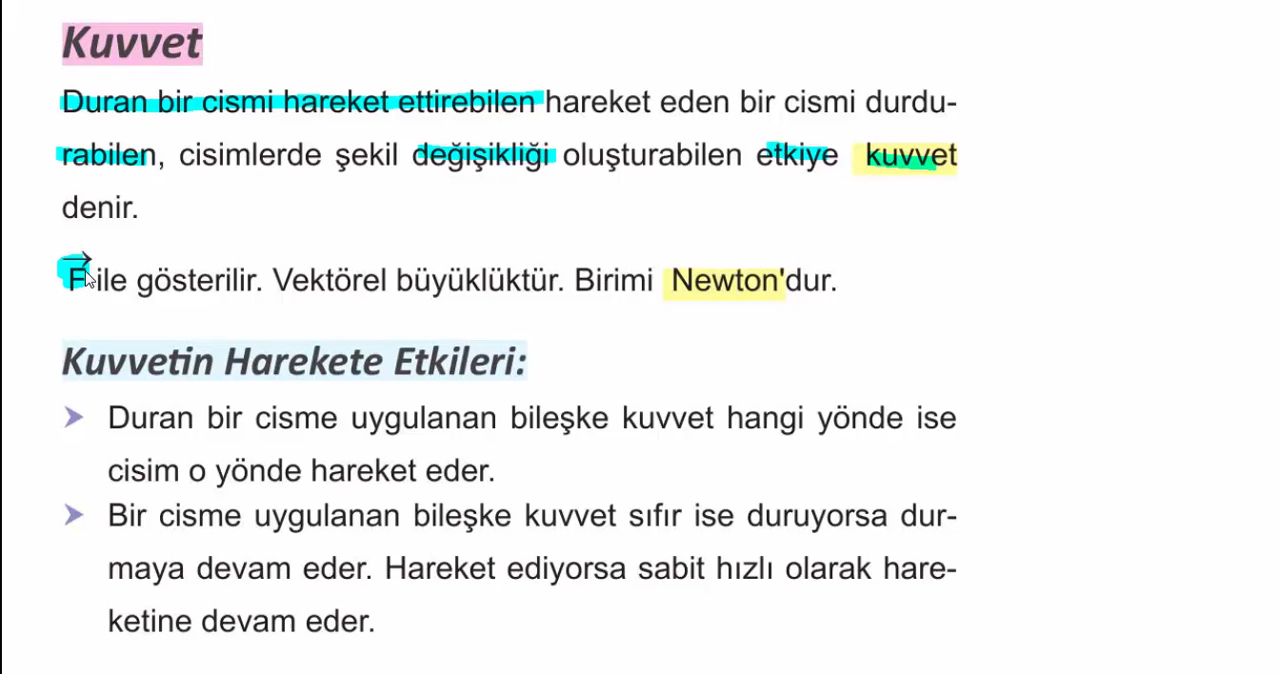 Kuvvet
Duran bir cismi hareket ettirebilen hareket eden bir cismi durdu-
rabilen, cisimlerde şekil değişikliği oluşturabilen etkiye kuvvet
denir.
F ile gösterilir. Vektörel büyüklüktür. Birimi Newton'dur.
Kuvvetin Harekete Etkileri:
➤ Duran bir cisme uygulanan bileşke kuvvet hangi yönde ise
cisim o yönde hareket eder.
➤ Bir cisme uygulanan bileşke kuvvet sıfır ise duruyorsa dur-
maya devam eder. Hareket ediyorsa sabit hızlı olarak hare-
ketine devam eder.